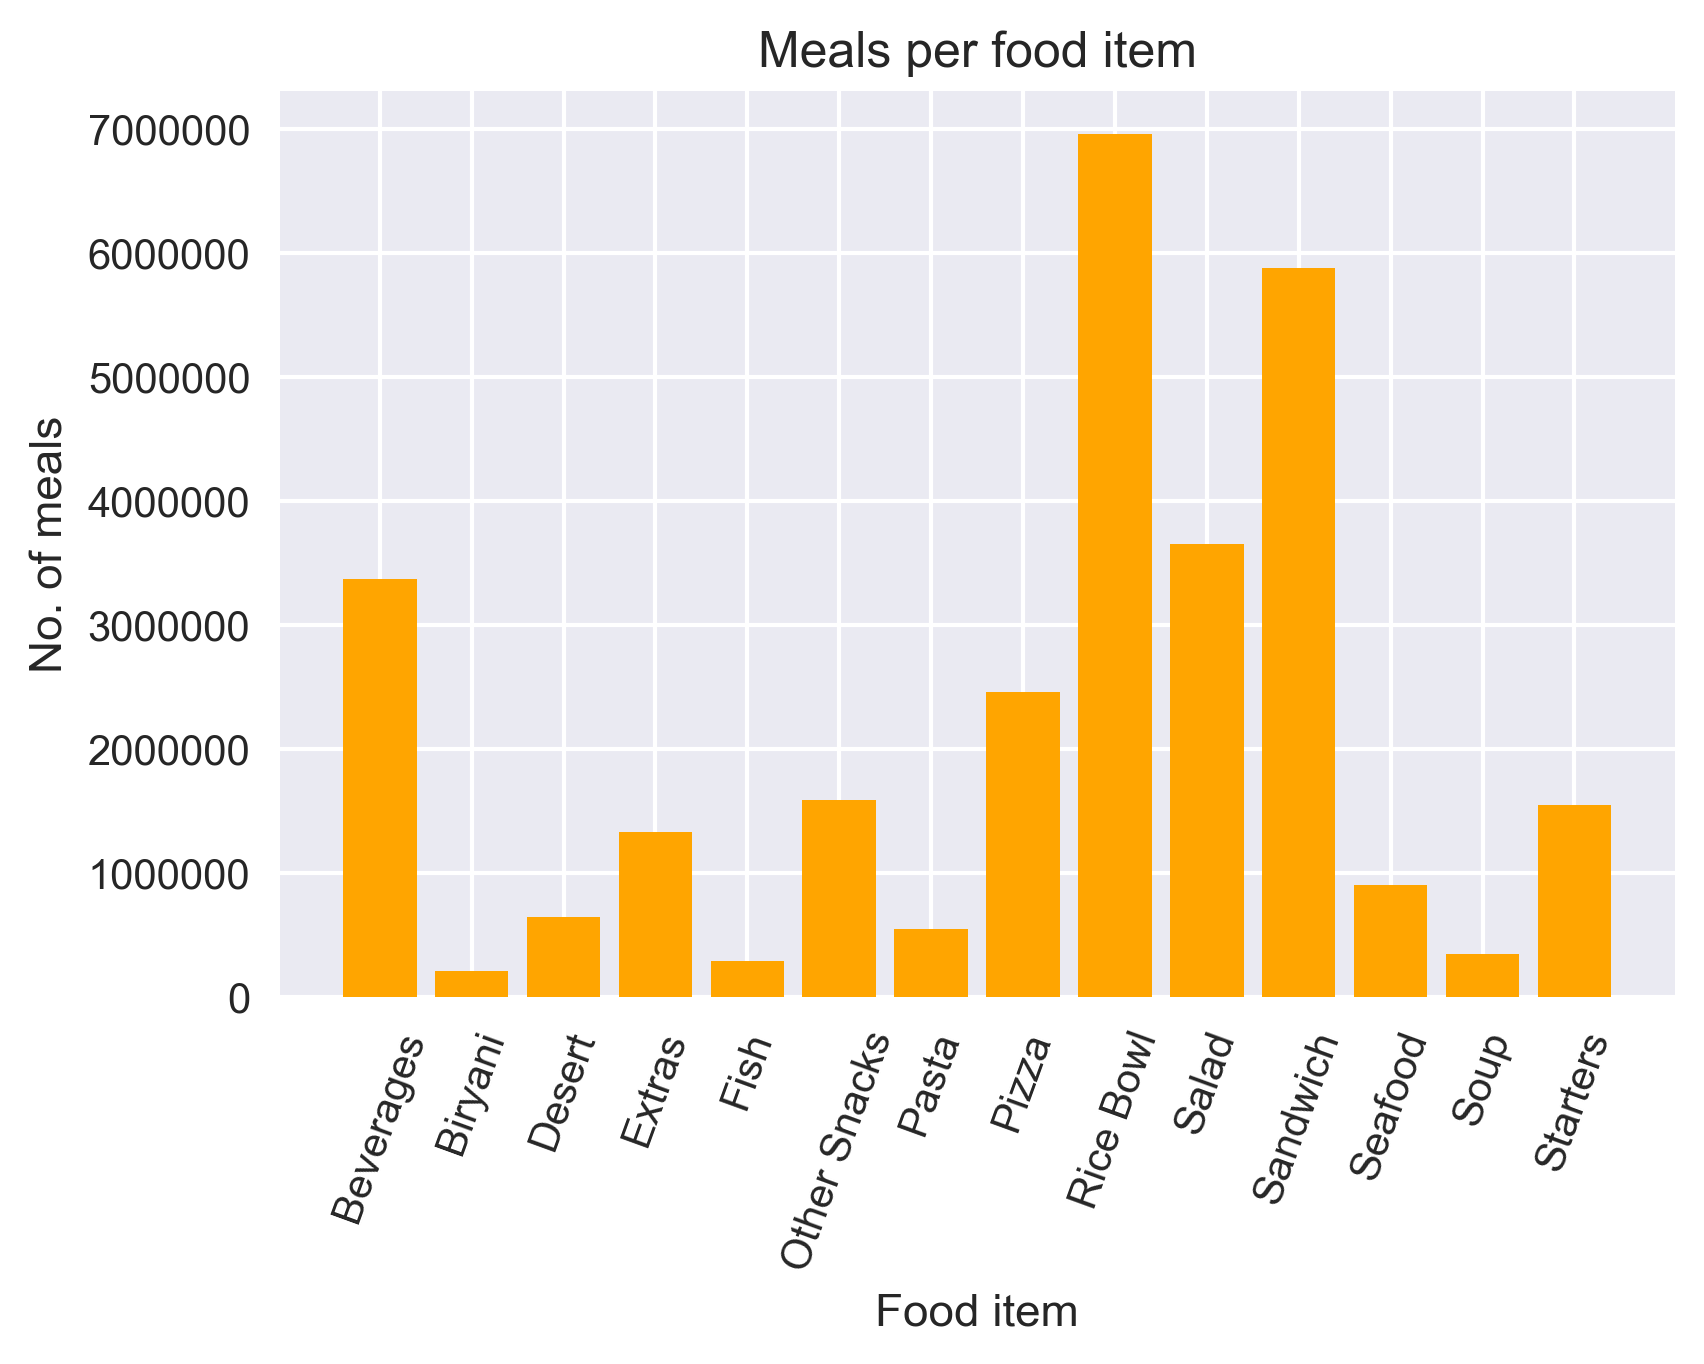 Meals per food item
7000000
6000000
5000000
4000000
3000000
2000000
1000000
0
No. of meals
Beverages
Biryani
Desert
Extras
Fish
Other Snacks
Pasta
Pizza
Rice Bowl
Salad
Sandwich
Seafood
Soup
Starters
Food item